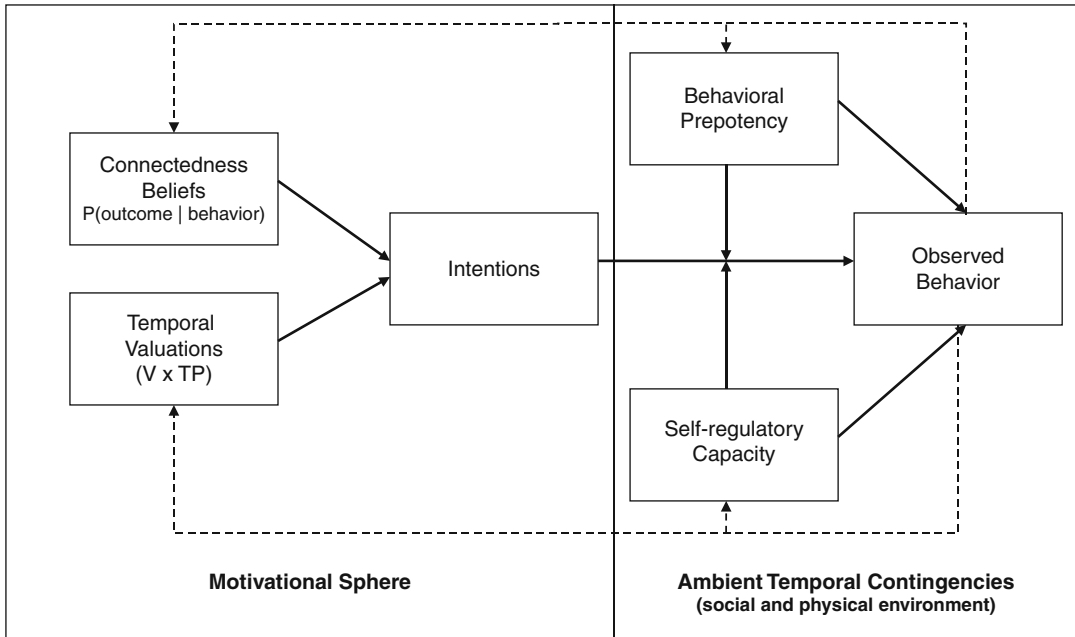 Connectedness
Beliefs
P(outcome | behavior)
Temporal
Valuations
(V x TP)
Intentions
Behavioral
Prepotency
Self-regulatory
Capacity
Observed
Behavior
Motivational Sphere
Ambient Temporal Contingencies
(social and physical environment)